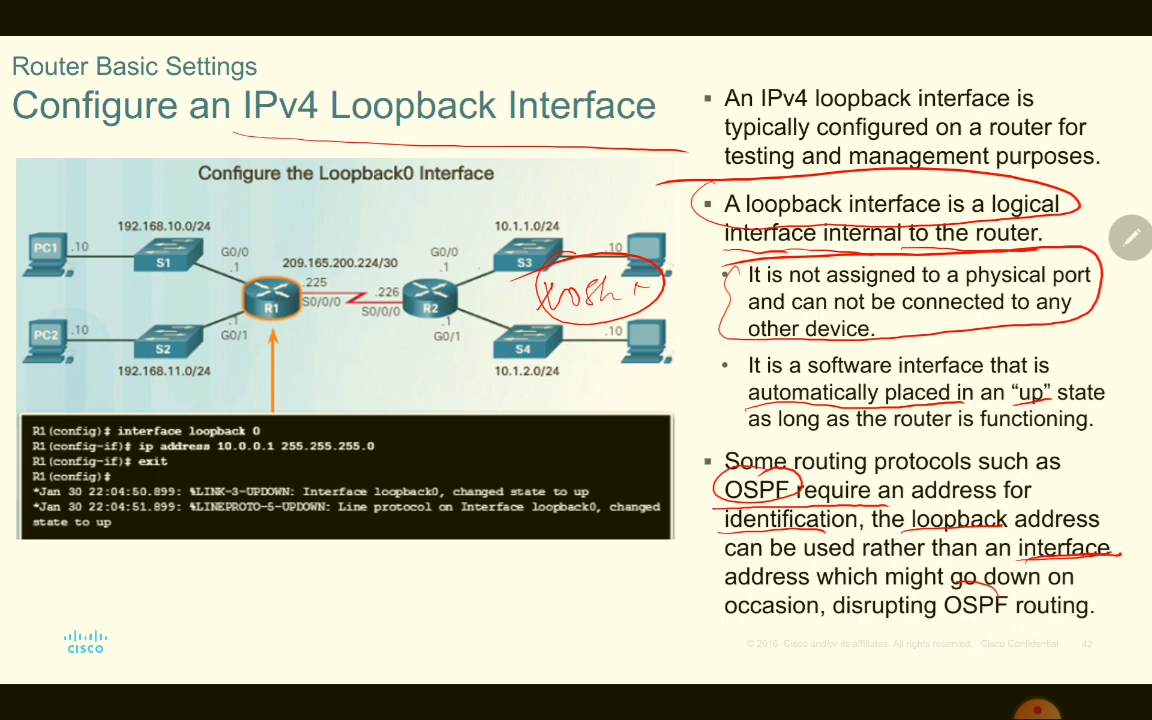 Router Basic Settings
Configure an IPv4 Loopback Interface
Configure the Loopback0 Interface
192.168.10.0/24
10.1.1.0/24
PC1
.10
S1
G0/0
.1
209.165.200.224/30
G0/0
.1
S3
.10
.225
S0/0/0
.226
S0/0/0
R1
R2
PC2
.10
S2
.1
G0/1
.1
G0/1
S4
.10
192.168.11.0/24
10.1.2.0/24
R1(config)# interface loopback 0
R1(config-if)# ip address 10.0.0.1 255.255.255.0
R1(config-if)# exit
R1(config)#
*Jan 30 22:04:50.899: %LINK-3-UPDOWN: Interface loopback0, changed state to up
*Jan 30 22:04:51.899: %LINEPROTO-5-UPDOWN: Line protocol on Interface loopback0, changed
state to up
An IPv4 loopback interface is
typically configured on a router for
testing and management purposes.
A loopback interface is a logical
interface internal to the router.
It is not assigned to a physical port
and can not be connected to any
other device.
It is a software interface that is
automatically placed in an “up” state
as long as the router is functioning.
Some routing protocols such as
OSPF require an address for
identification, the loopback address
can be used rather than an interface
address which might go down on
occasion, disrupting OSPF routing.
CISCO
© 2016 Cisco and/or its affiliates. All rights reserved. Cisco Confidential
42